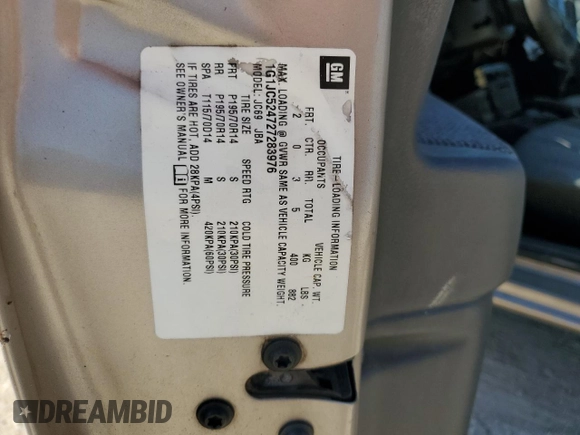 GM
TIRE-LOADING INFORMATION
OCCUPANTS VEHICLE CAP. WT.
FRT. CTR. RR. TOTAL KG LBS
2 0 3 5 400 882
MAX. LOADING @ GVWR SAME AS VEHICLE CAPACITY WEIGHT.
1G1JC524727283976
MODEL: JC69 JBA
TIRE SIZE SPEED RTG COLD TIRE PRESSURE
FRT P195/70R14 S 210KPA(30PSI)
RR P195/70R14 S 210KPA(30PSI)
SPA T115/70D14 M 420KPA(60PSI)
IF TIRES ARE HOT, ADD 28KPA(4PSI).
SEE OWNER'S MANUAL i FOR MORE INFORMATION.
DREAMBID